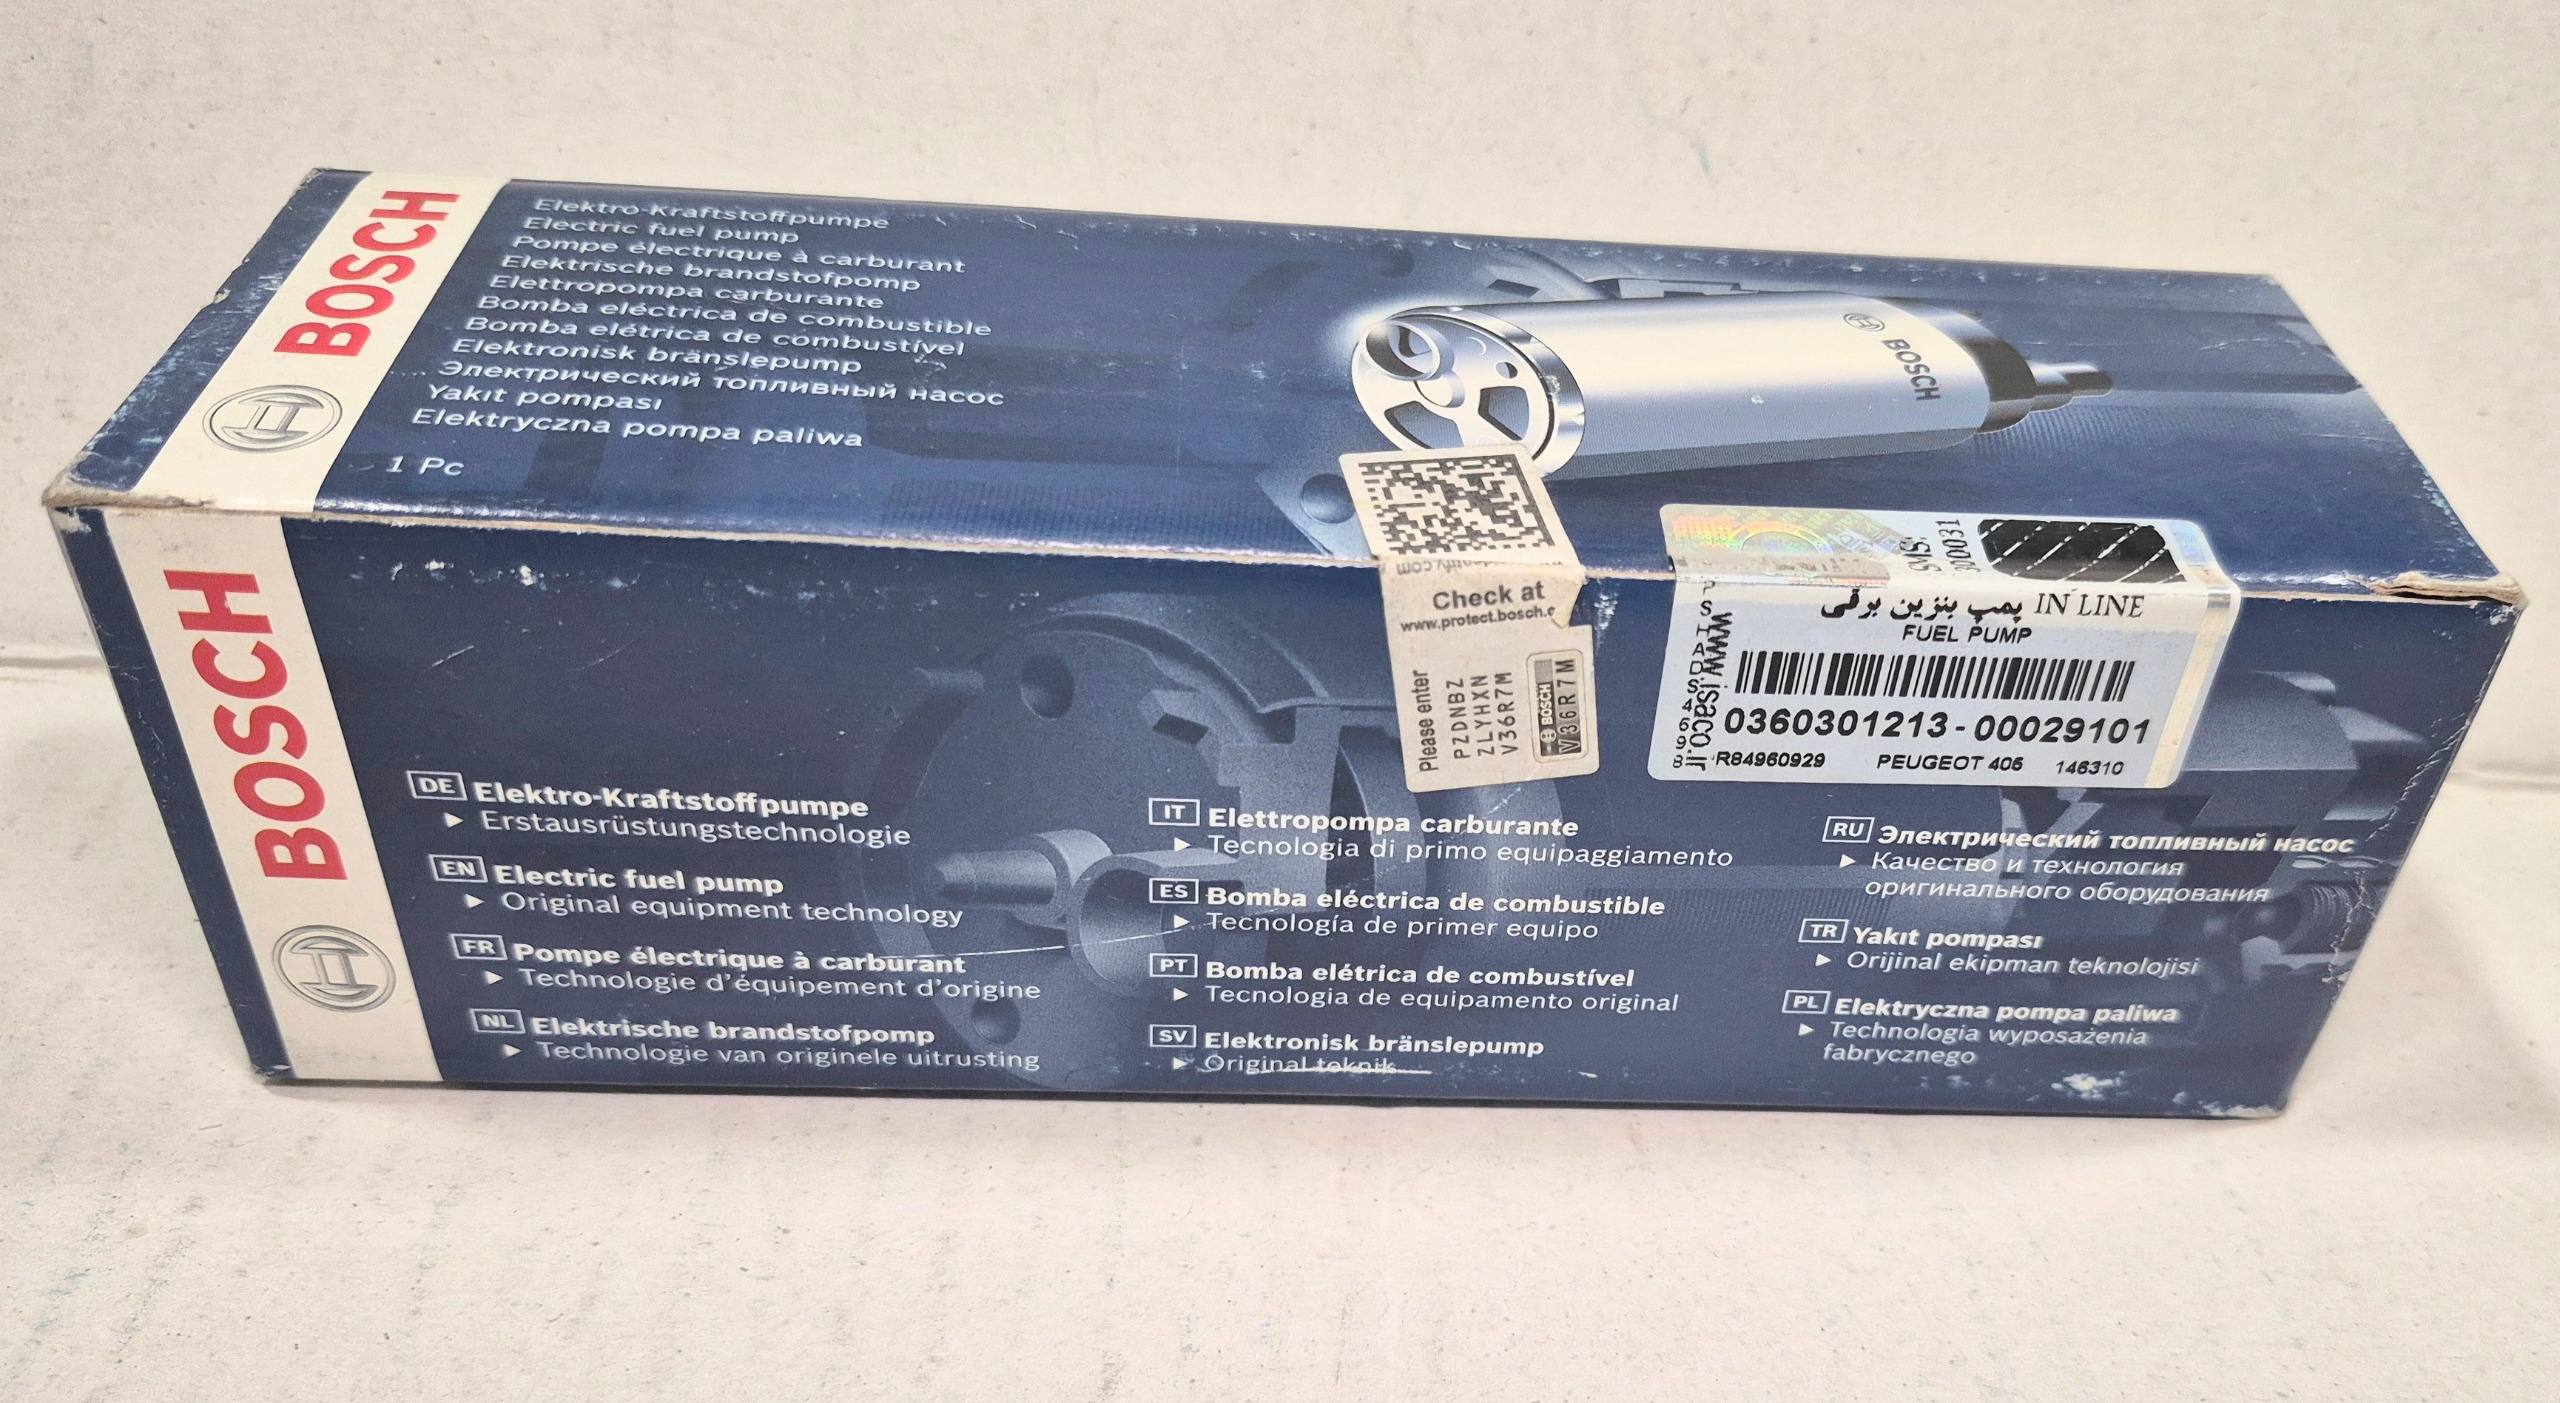 BOSCH
Elektro-Kraftstoffpumpe
Electric fuel pump
Pompe électrique à carburant
Elektrische brandstofpomp
Elettropompa carburante
Bomba eléctrica de combustible
Bomba elétrica de combustível
Elektronisk bränslepump
Электрический топливный насос
Yakıt pompası
Elektryczna pompa paliwa
1 Pc
BOSCH
BOSCH
DE Elektro-Kraftstoffpumpe
► Erstausrüstungstechnologie
EN Electric fuel pump
► Original equipment technology
FR Pompe électrique à carburant
► Technologie d'équipement d'origine
NL Elektrische brandstofpomp
► Technologie van originele uitrusting
IT Elettropompa carburante
► Tecnologia di primo equipaggiamento
ES Bomba eléctrica de combustible
► Tecnología de primer equipo
PT Bomba elétrica de combustível
► Tecnologia de equipamento original
SV Elektronisk bränslepump
► Original teknik
RU Электрический топливный насос
► Качество и технология
оригинального оборудования
TR Yakıt pompası
► Orijinal ekipman teknolojisi
PL Elektryczna pompa paliwa
► Technologia wyposażenia
fabrycznego
Check at
www.protect.bosch.c
Please enter
PZDNBZ
ZLYHXN
V36R7M
BOSCH
V36R7M
SMS:
300031
پمپ بنزین برقی IN LINE
FUEL PUMP
0360301213-00029101
R84960929 PEUGEOT 405 146310
www.isaco.ir